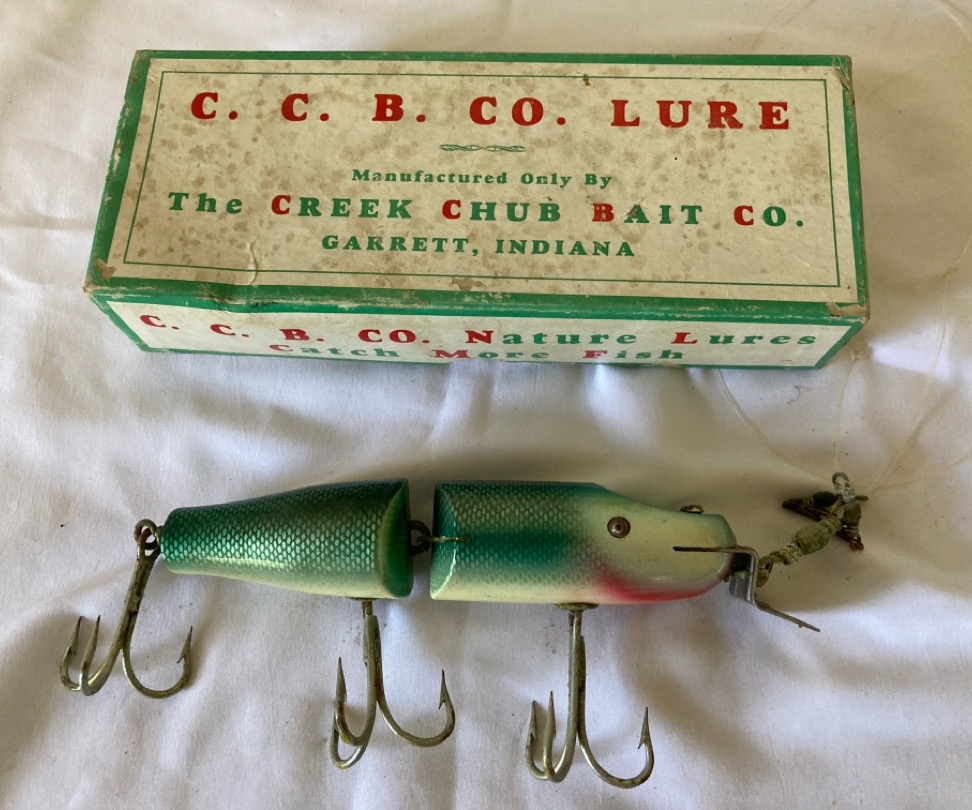 C. C. B. CO. LURE
Manufactured Only By
The CREEK CHUB BAIT CO.
GARRETT, INDIANA
C. C. B. CO. Nature Lures
Catch More Fish